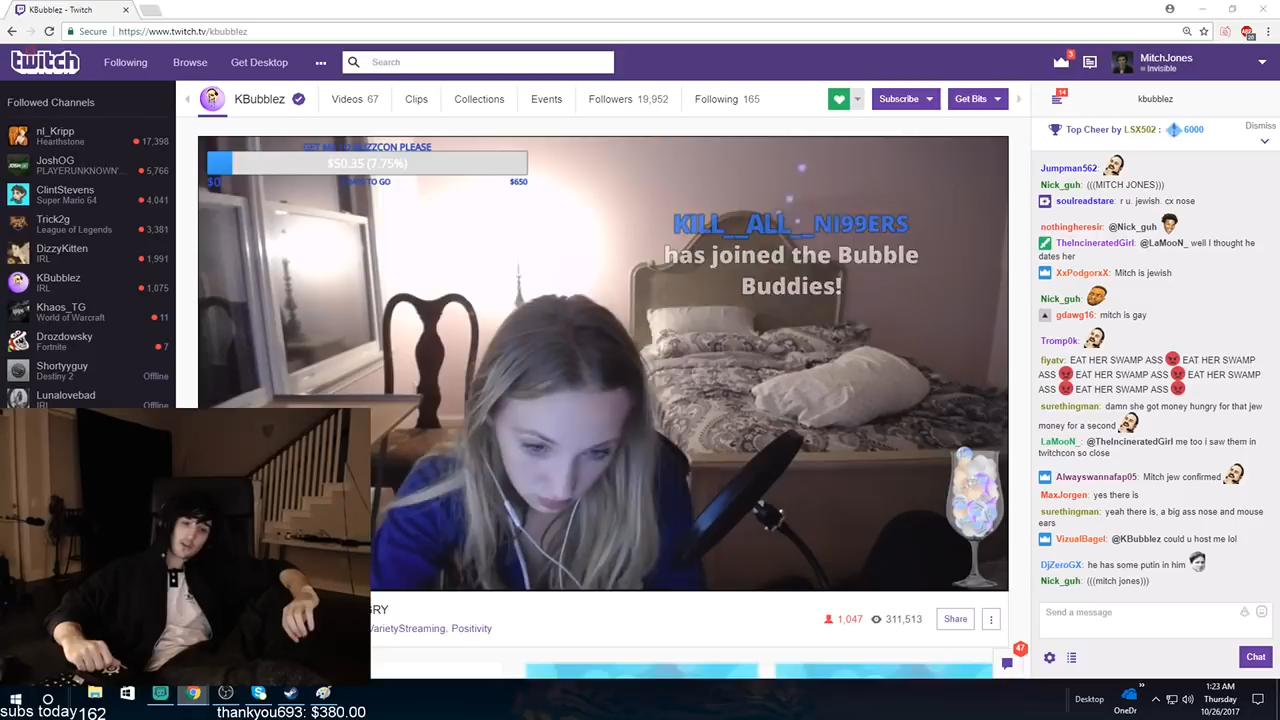 KBubblez - Twitch
Secure
https://www.twitch.tv/kbubblez
twitch
Following
Browse
Get Desktop
Search
3
MitchJones
Invisible
Followed Channels
nl_Kripp
Hearthstone
17,398
JoshOG
PLAYERUNKNOWN'...
5,766
ClintStevens
Super Mario 64
4,041
Trick2g
League of Legends
3,381
DizzyKitten
IRL
1,991
KBubblez
IRL
1,075
Khaos_TG
World of Warcraft
11
Drozdowsky
Fortnite
7
Shortyyguy
Destiny 2
Offline
Lunalovebad
IRL
Offline
KBubblez
Videos 67
Clips
Collections
Events
Followers 19,952
Following 165
Subscribe
Get Bits
$50.35 (7.75%)
$0
$650
KILL__ALL__NI99ERS
has joined the Bubble
Buddies!
GRY
VarietyStreaming, Positivity
1,047
311,513
Share
47
14
kbubblez
Top Cheer by LSX502 : 6000
Dismiss
Jumpman562:
Nick_guh: (((MITCH JONES)))
soulreadstare: r u. jewish. cx nose
nothingheresir: @Nick_guh
TheIncineratedGirl: @LaMooN_ well I thought he
dates her
XxPodgorxX: Mitch is jewish
Nick_guh:
gdawg16: mitch is gay
Tromp0k:
fiyatv: EAT HER SWAMP ASS EAT HER SWAMP
ASS EAT HER SWAMP ASS EAT HER SWAMP
ASS EAT HER SWAMP ASS
surethingman: damn she got money hungry for that jew
money for a second
LaMooN_: @TheIncineratedGirl me too i saw them in
twitchcon so close
Alwayswannafap05: Mitch jew confirmed
MaxJorgen: yes there is
surethingman: yeah there is, a big ass nose and mouse
ears
VizualBagel: @KBubblez could u host me lol
DjZeroGX: he has some putin in him
Nick_guh: (((mitch jones)))
Send a message
Chat
subs today 162
thankyou693: $380.00
Desktop
OneDr
1:23 AM
Thursday
10/26/2017